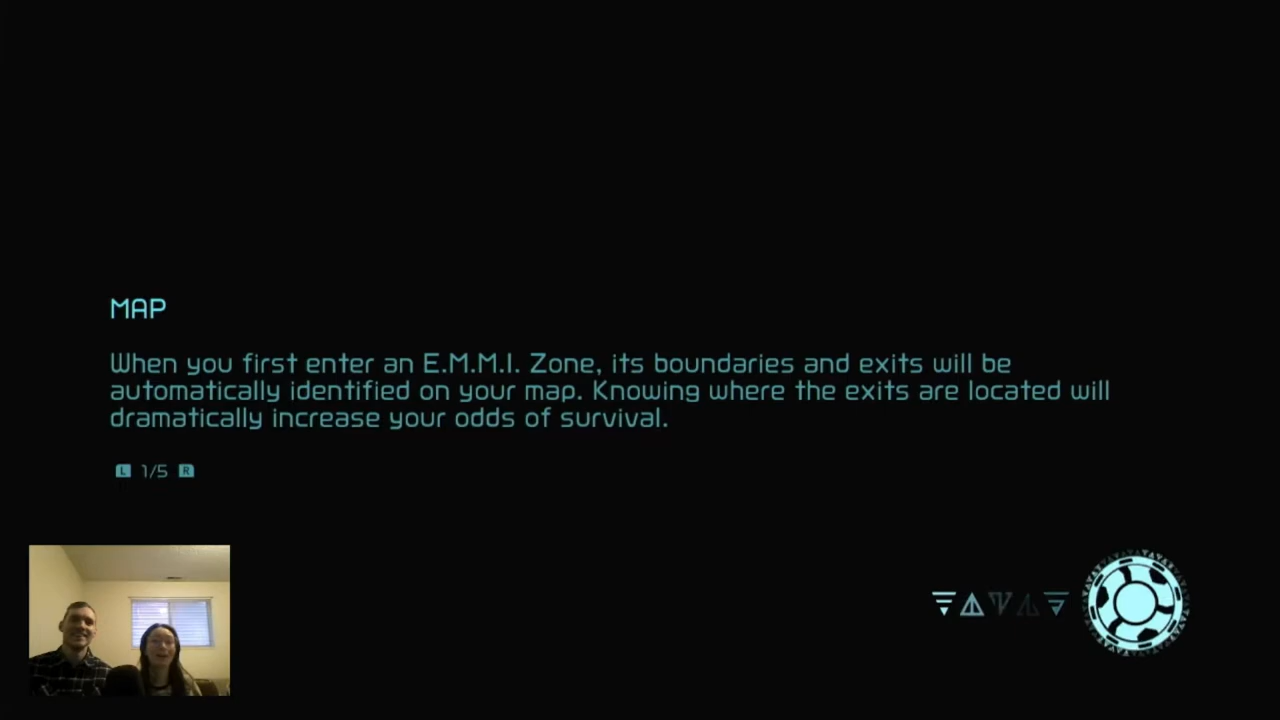 MAP
When you first enter an E.M.M.I. Zone, its boundaries and exits will be
automatically identified on your map. Knowing where the exits are located will
dramatically increase your odds of survival.
L 1/5 R